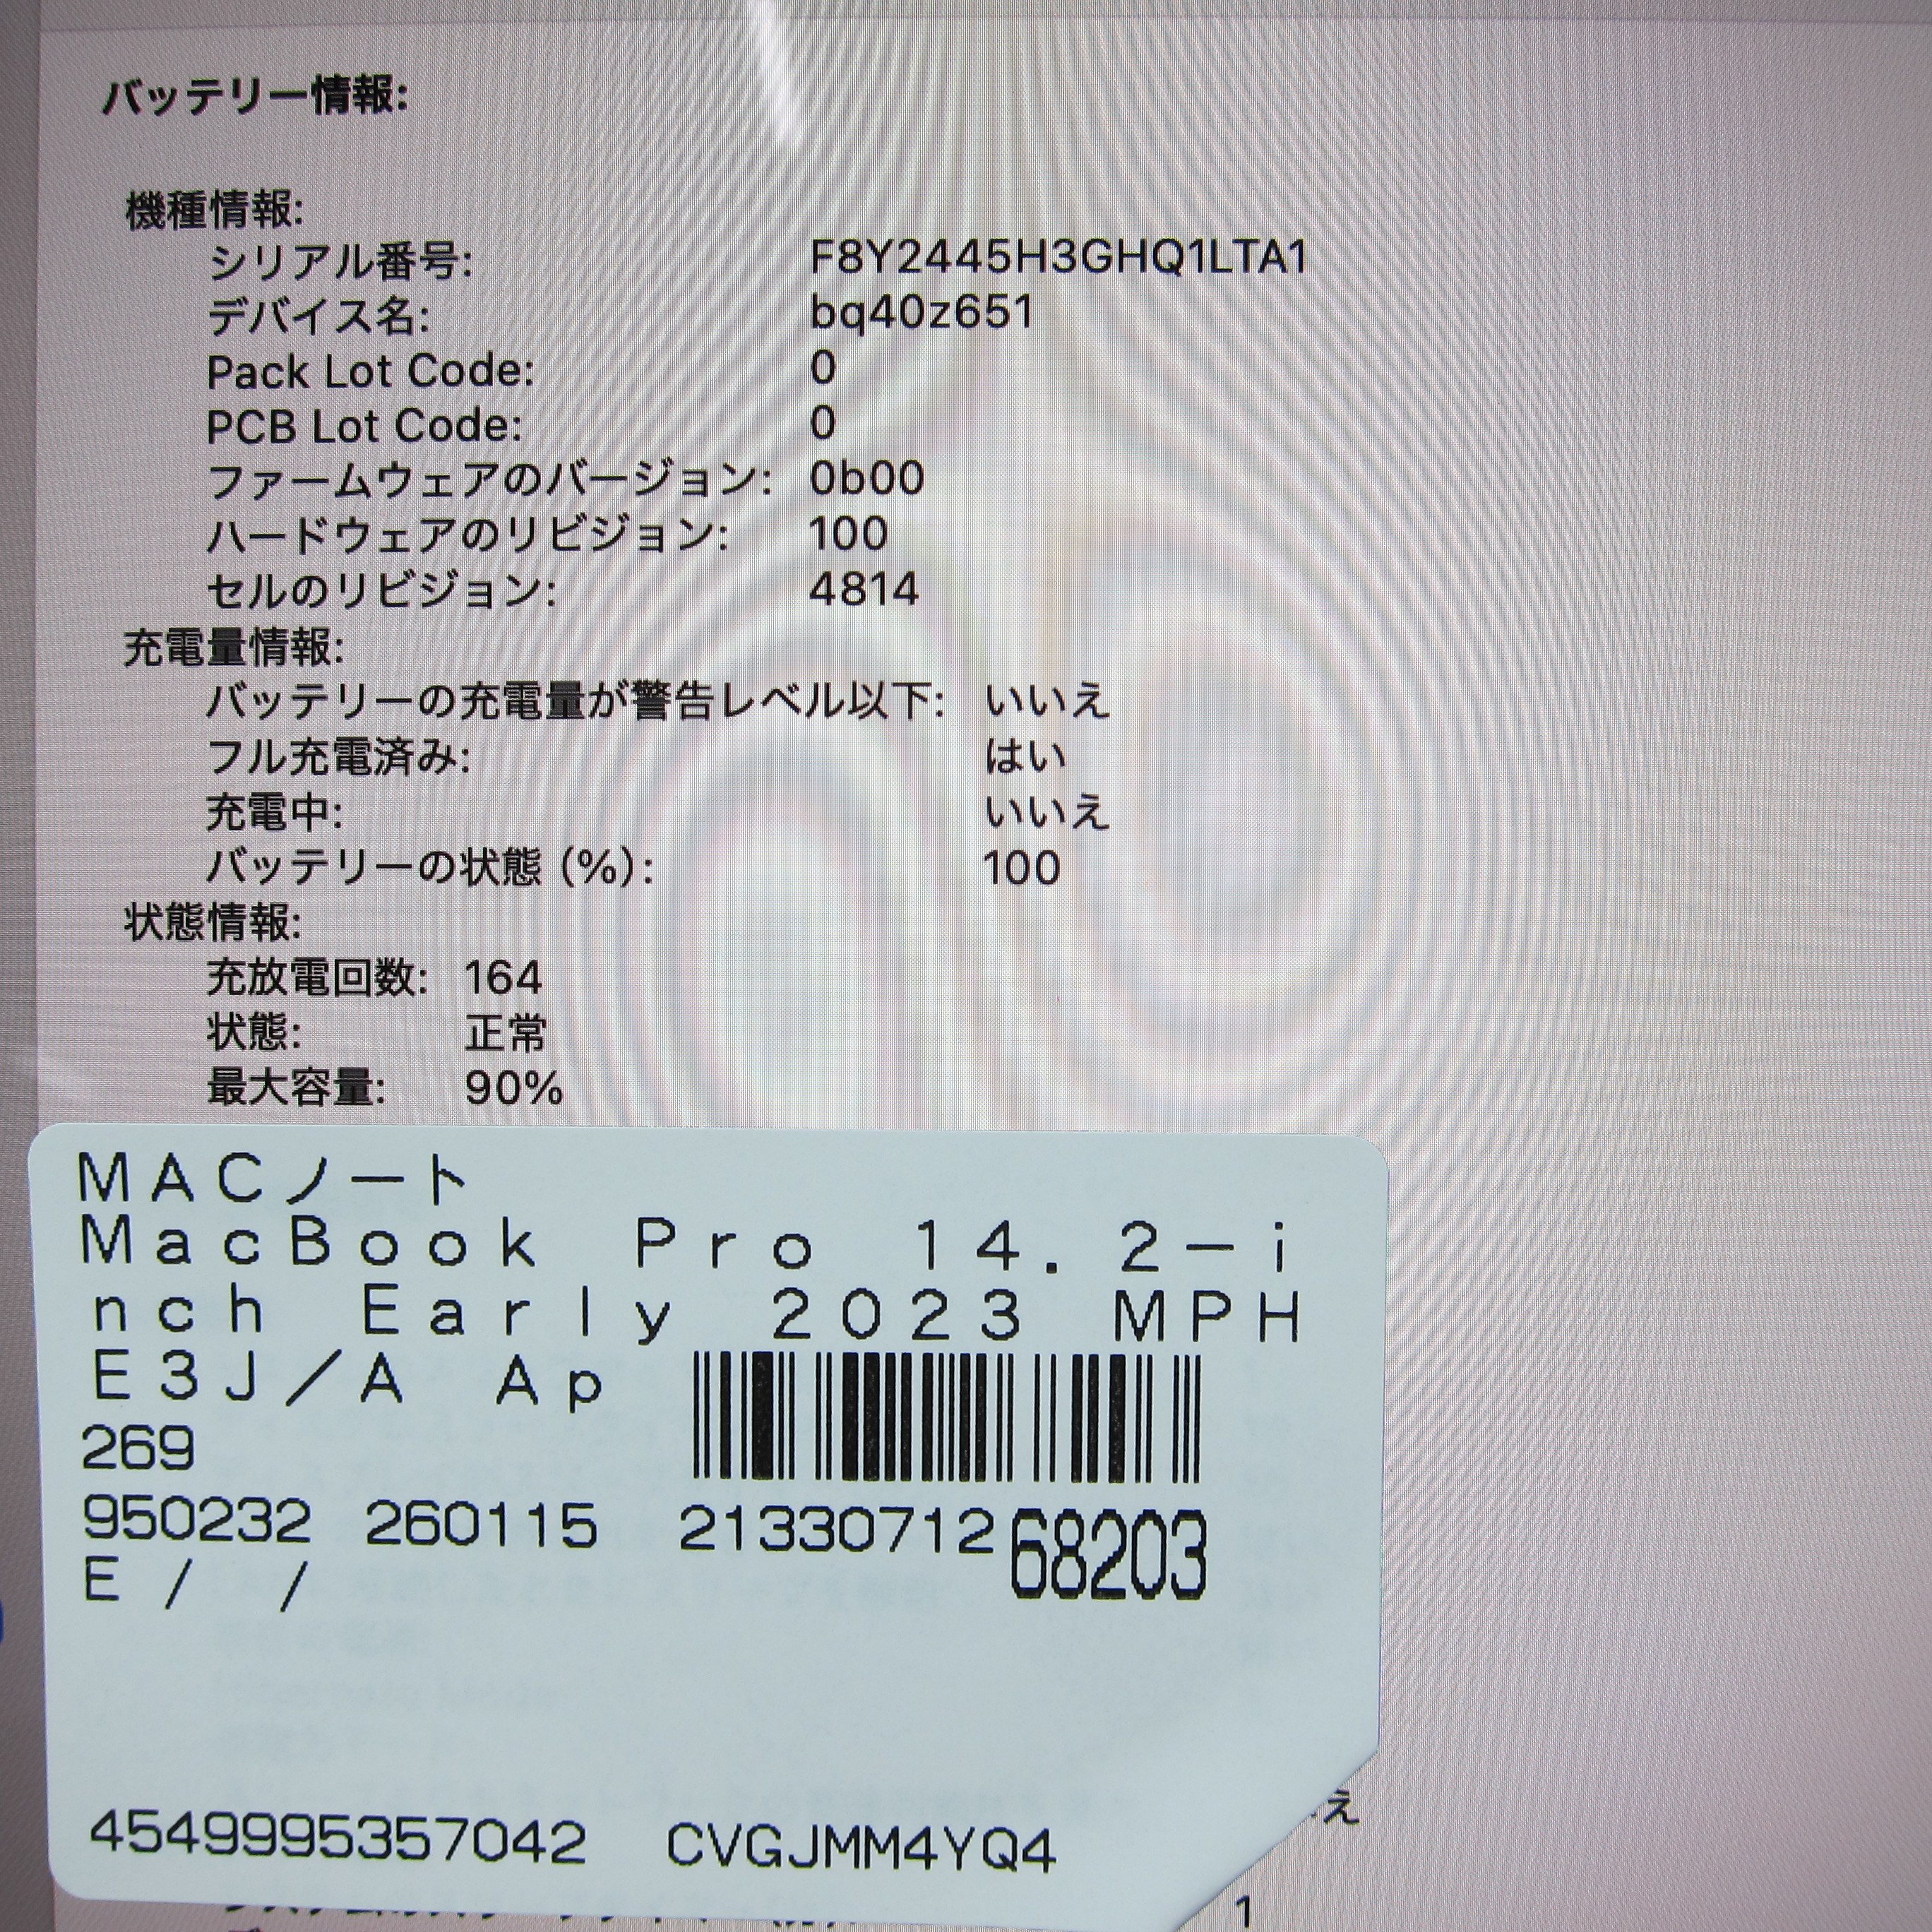 バッテリー情報:
機種情報:
シリアル番号: F8Y2445H3GHQ1LTA1
デバイス名: bq40z651
Pack Lot Code: 0
PCB Lot Code: 0
ファームウェアのバージョン: 0b00
ハードウェアのリビジョン: 100
セルのリビジョン: 4814
充電量情報:
バッテリーの充電量が警告レベル以下: いいえ
フル充電済み: はい
充電中: いいえ
バッテリーの状態 (%): 100
状態情報:
充放電回数: 164
状態: 正常
最大容量: 90%
MACノート
MacBook Pro 14.2-i
nch Early 2023 MPH
E3J/A Ap
269
950232 260115 21330712 68203
E / /
4549995357042 CVGJMM4YQ4
え
1